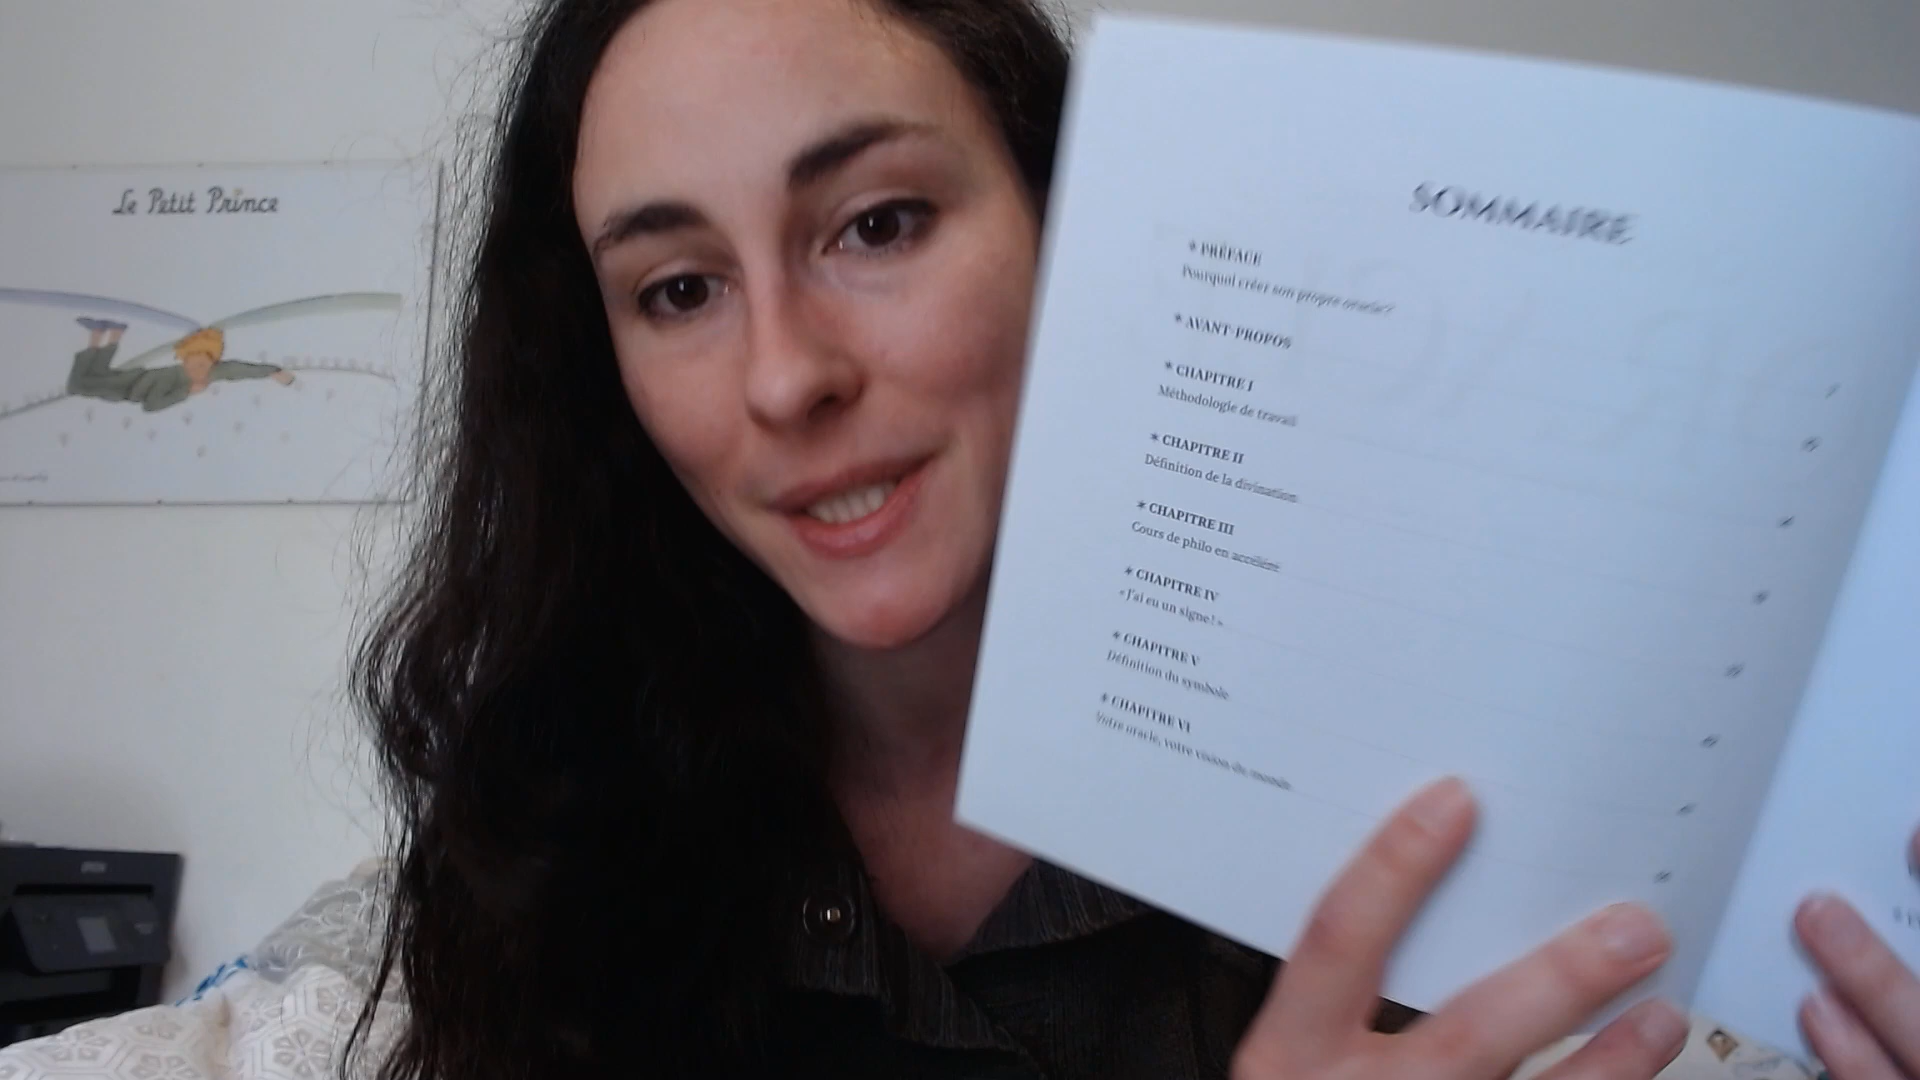 Le Petit Prince
SOMMAIRE
* PRÉFACE
Pourquoi créer son propre oracle?
* AVANT-PROPOS
* CHAPITRE I
Méthodologie de travail
* CHAPITRE II
Définition de la divination
* CHAPITRE III
Cours de philo en accéléré
* CHAPITRE IV
« J'ai eu un signe! »
* CHAPITRE V
Définition du symbole
* CHAPITRE VI
Votre oracle, votre vision du monde
EPSON